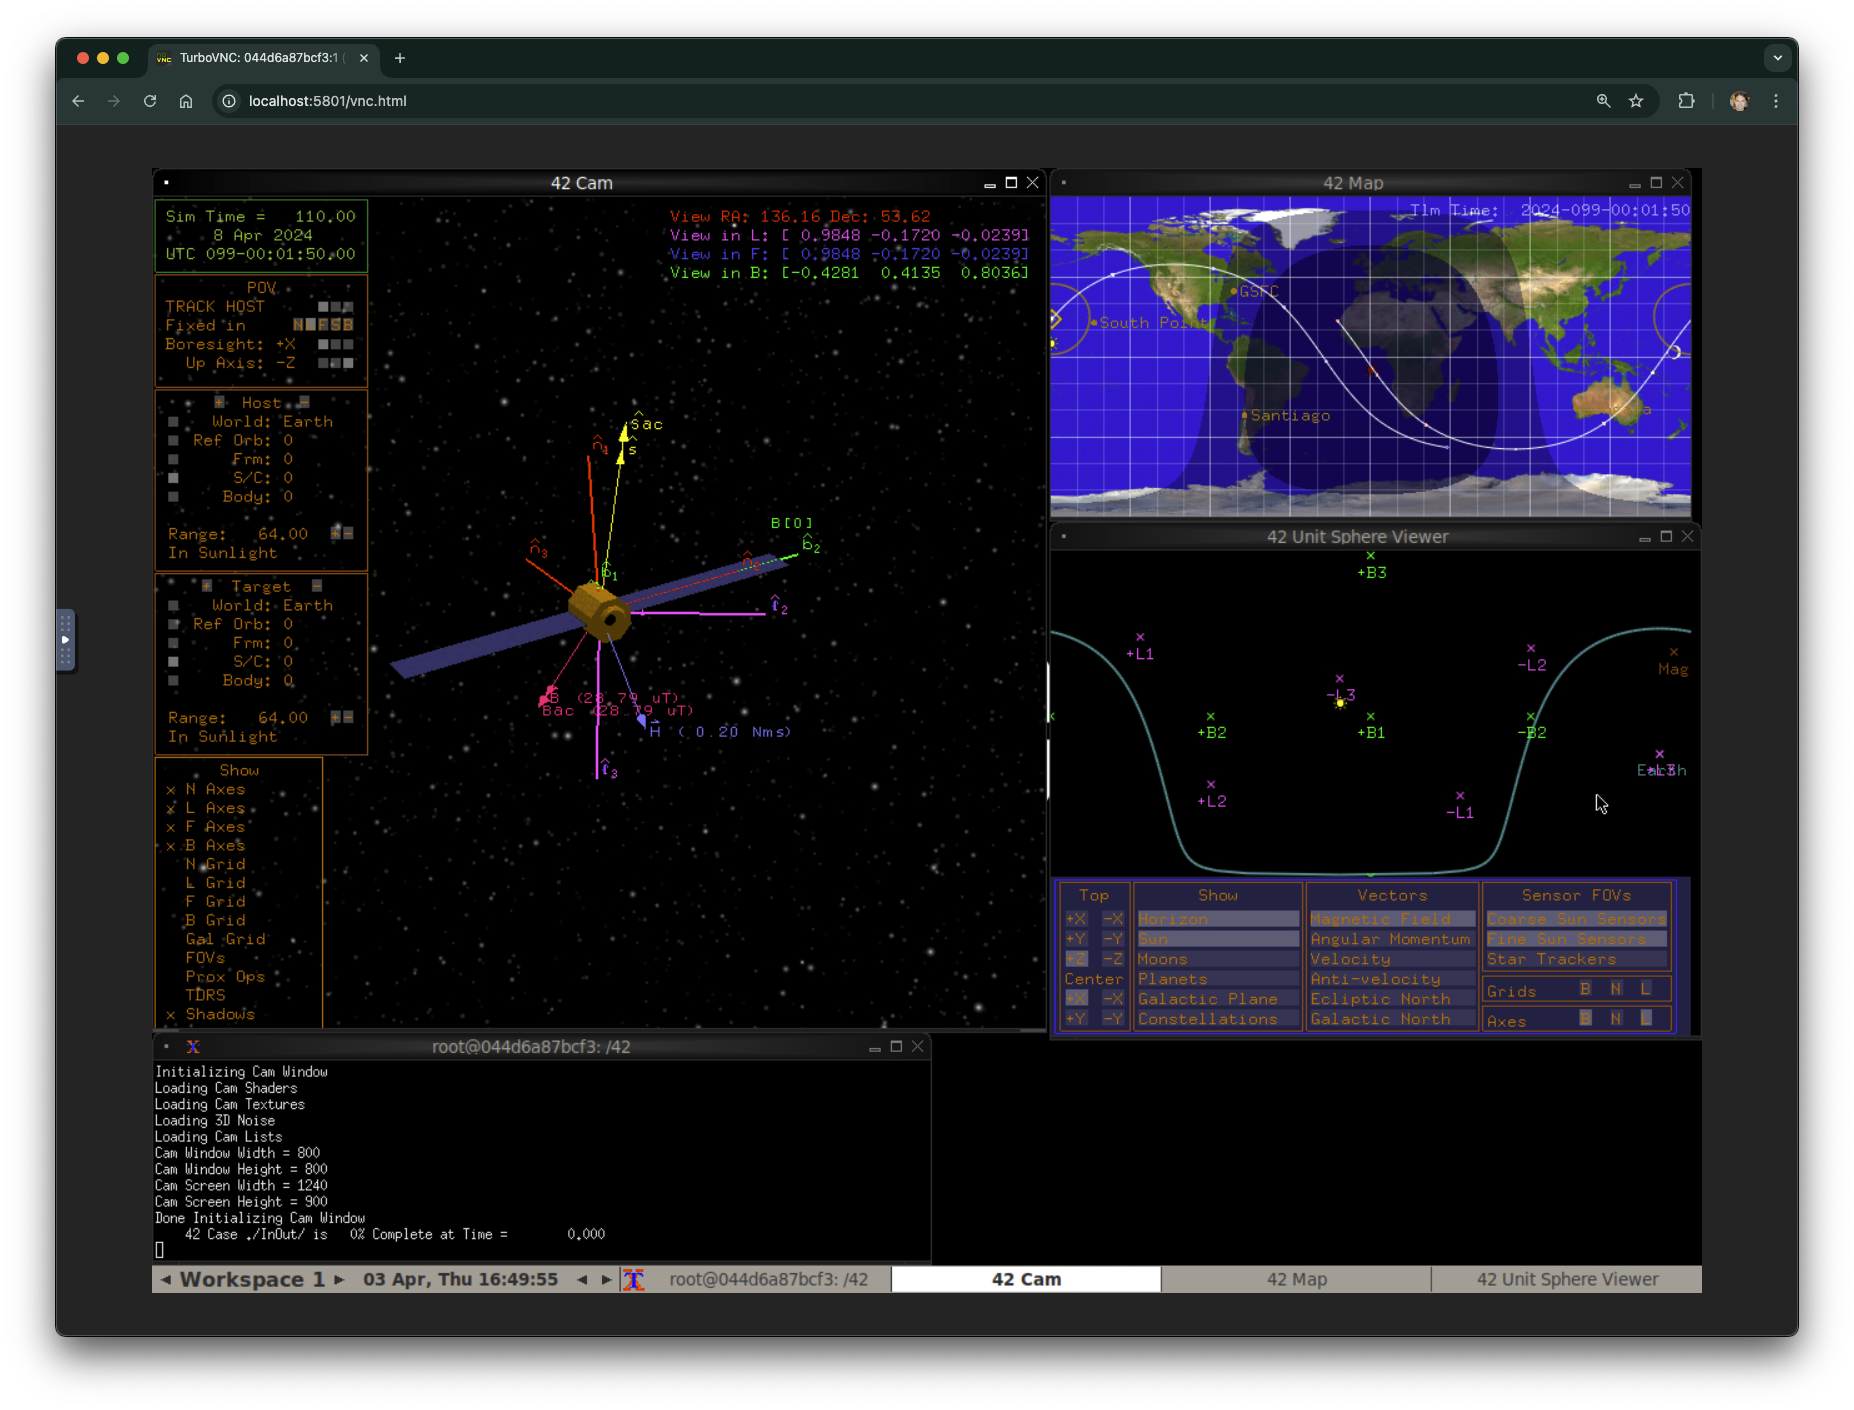 TurboVNC: 044d6a87bcf3:1 (
localhost:5801/vnc.html
42 Cam
Sim Time = 110.00
8 Apr 2024
UTC 099-00:01:50.00
View RA: 136.16 Dec: 53.62
View in L: [ 0.9848 -0.1720 -0.0239]
View in F: [ 0.9848 -0.1720 -0.0239]
View in B: [-0.4281 0.4135 0.8036]
POV
TRACK HOST
Fixed in N F S B
Boresight: +X
Up Axis: -Z
+ Host -
World: Earth
Ref Orb: 0
Frm: 0
S/C: 0
Body: 0
Range: 64.00 + -
In Sunlight
+ Target -
World: Earth
Ref Orb: 0
Frm: 0
S/C: 0
Body: 0
Range: 64.00 + -
In Sunlight
Show
x N Axes
x L Axes
x F Axes
x B Axes
N Grid
L Grid
F Grid
B Grid
Gal Grid
FOVs
Prox Ops
TDRS
x Shadows
ŝac
ŝ
n̂1
n̂3
B[0]
b̂2
b̂1
l̂2
B (28.79 uT)
Bac (28.79 uT)
H ( 0.20 Nms)
l̂3
42 Map
Tlm Time: 2024-099-00:01:50
GSFC
South Point
Santiago
42 Unit Sphere Viewer
+B3
+L1
-L2
Mag
-L3
+B2
+B1
-B2
Earth
+L3
+L2
-L1
Top
+X -X
+Y -Y
+Z -Z
Center
+X -X
+Y -Y
Show
Horizon
Sun
Moons
Planets
Galactic Plane
Constellations
Vectors
Magnetic Field
Angular Momentum
Velocity
Anti-velocity
Ecliptic North
Galactic North
Sensor FOVs
Coarse Sun Sensors
Fine Sun Sensors
Star Trackers
Grids B N L
Axes B N L
root@044d6a87bcf3: /42
Initializing Cam Window
Loading Cam Shaders
Loading Cam Textures
Loading 3D Noise
Loading Cam Lists
Cam Window Width = 800
Cam Window Height = 800
Cam Screen Width = 1240
Cam Screen Height = 900
Done Initializing Cam Window
42 Case ./InOut/ is 0% Complete at Time = 0.000
Workspace 1
03 Apr, Thu 16:49:55
root@044d6a87bcf3: /42
42 Cam
42 Map
42 Unit Sphere Viewer